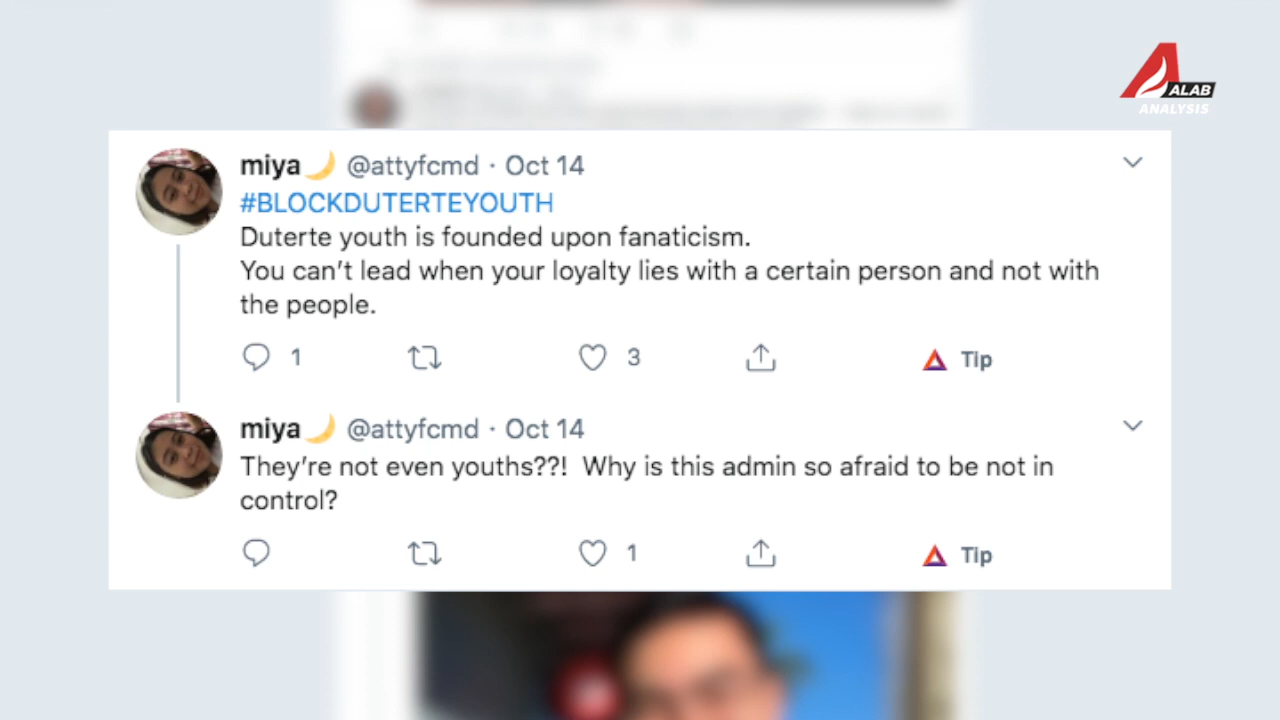 ALAB
ANALYSIS
miya🌙 @attyfcmd · Oct 14
#BLOCKDUTERTEYOUTH
Duterte youth is founded upon fanaticism.
You can't lead when your loyalty lies with a certain person and not with
the people.
1 3 Tip
miya🌙 @attyfcmd · Oct 14
They're not even youths??!  Why is this admin so afraid to be not in
control?
1 Tip